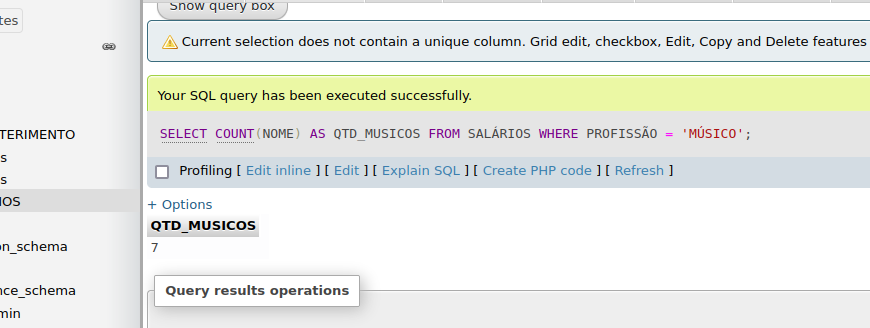 Show query box
tes
Current selection does not contain a unique column. Grid edit, checkbox, Edit, Copy and Delete features
Your SQL query has been executed successfully.
SELECT COUNT(NOME) AS QTD_MUSICOS FROM SALÁRIOS WHERE PROFISSÃO = 'MÚSICO';
TERIMENTO
s
Profiling [ Edit inline ] [ Edit ] [ Explain SQL ] [ Create PHP code ] [ Refresh ]
s
IOS
+ Options
QTD_MUSICOS
7
on_schema
nce_schema
Query results operations
min